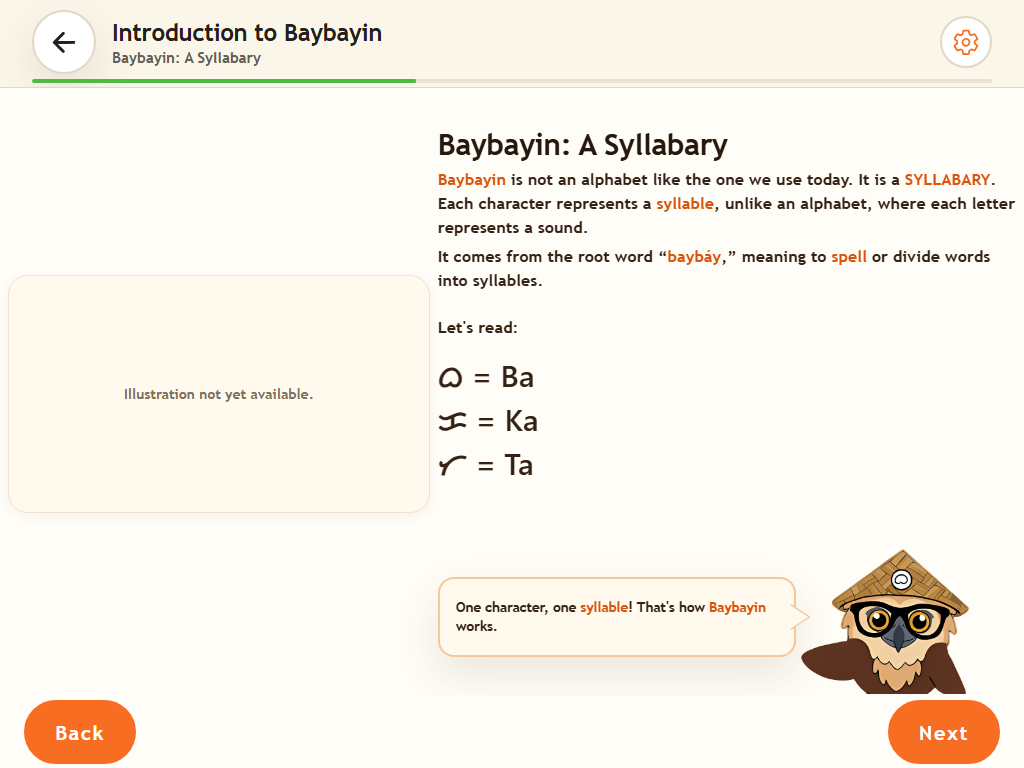 Introduction to Baybayin
Baybayin: A Syllabary
Baybayin: A Syllabary
Baybayin is not an alphabet like the one we use today. It is a SYLLABARY.
Each character represents a syllable, unlike an alphabet, where each letter
represents a sound.
It comes from the root word “baybáy,” meaning to spell or divide words
into syllables.
Let's read:
ᜊ = Ba
ᜃ = Ka
ᜆ = Ta
Illustration not yet available.
One character, one syllable! That's how Baybayin
works.
ᜊ
Back
Next